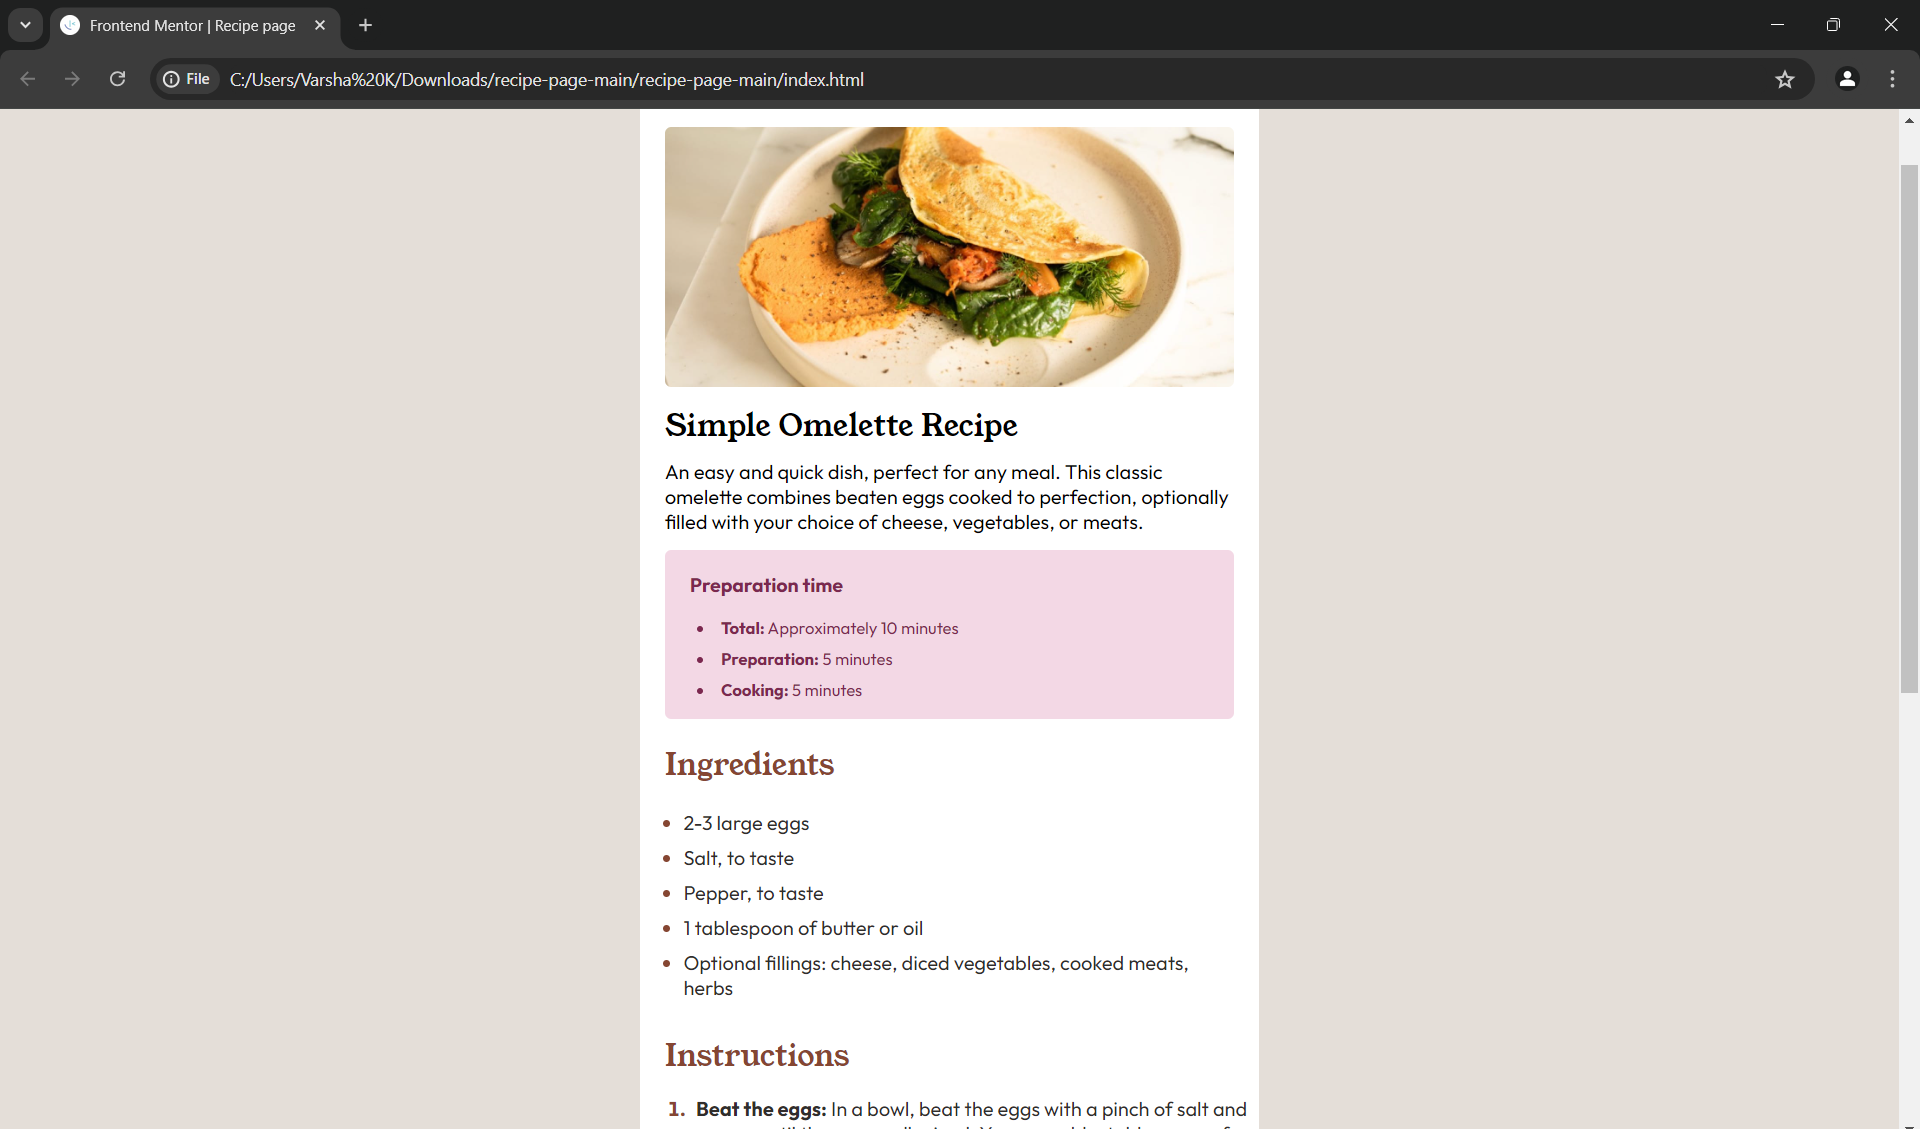 Frontend Mentor | Recipe page
File
C:/Users/Varsha%20K/Downloads/recipe-page-main/recipe-page-main/index.html
Simple Omelette Recipe
An easy and quick dish, perfect for any meal. This classic
omelette combines beaten eggs cooked to perfection, optionally
filled with your choice of cheese, vegetables, or meats.
Preparation time
Total: Approximately 10 minutes
Preparation: 5 minutes
Cooking: 5 minutes
Ingredients
2-3 large eggs
Salt, to taste
Pepper, to taste
1 tablespoon of butter or oil
Optional fillings: cheese, diced vegetables, cooked meats,
herbs
Instructions
1. Beat the eggs: In a bowl, beat the eggs with a pinch of salt and